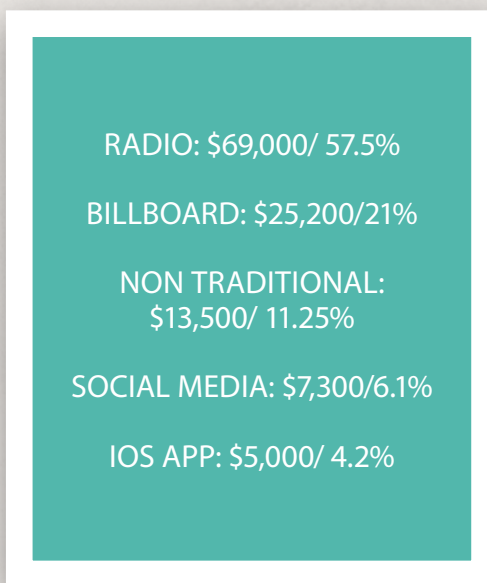 RADIO: $69,000/ 57.5%
BILLBOARD: $25,200/21%
NON TRADITIONAL:
$13,500/ 11.25%
SOCIAL MEDIA: $7,300/6.1%
IOS APP: $5,000/ 4.2%